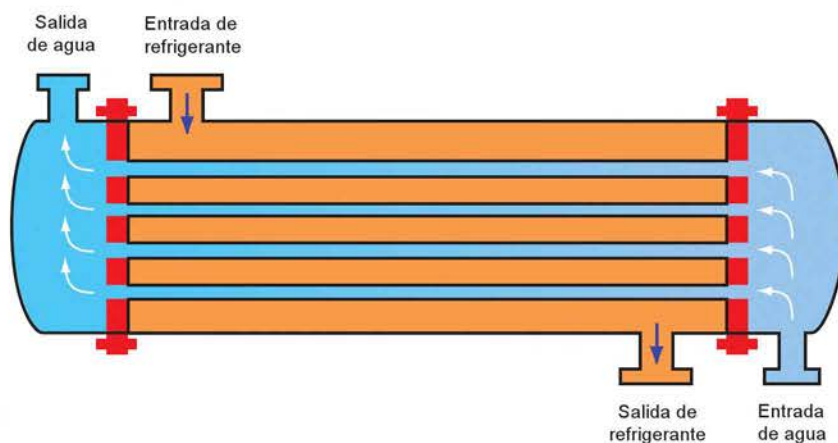 Salida
de agua
Entrada de
refrigerante
Salida de
refrigerante
Entrada
de agua